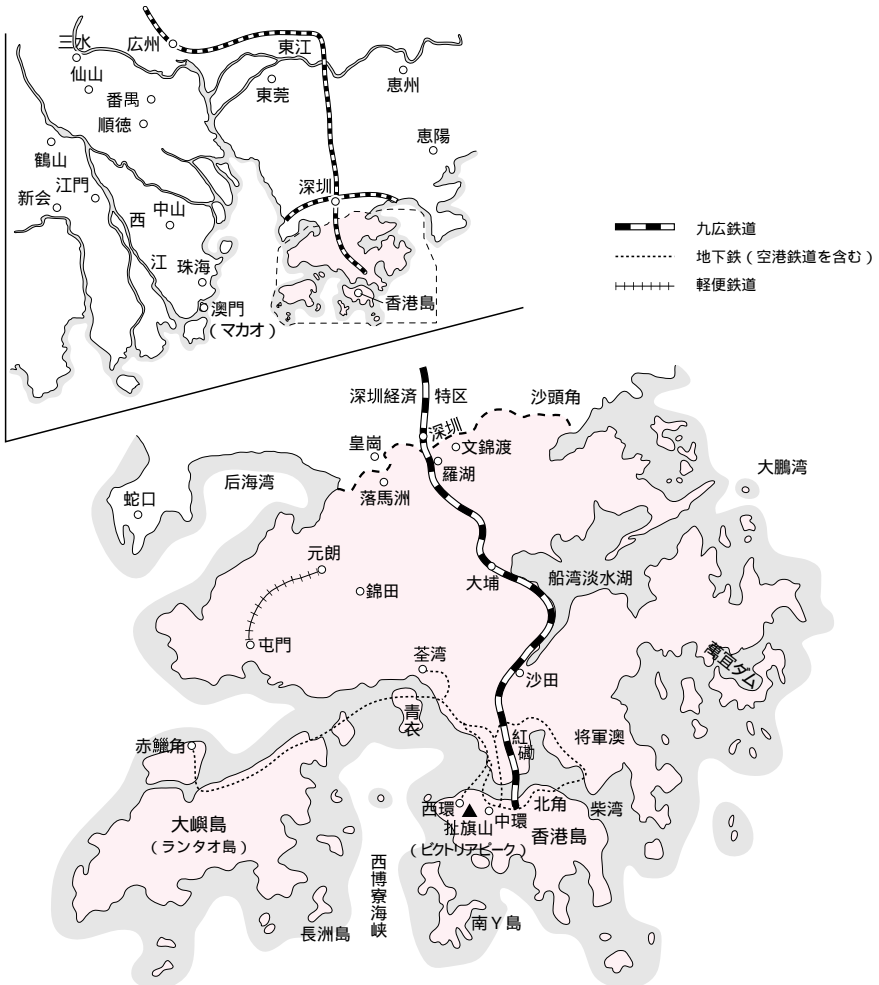 三水
広州
東江
仙山
東莞
恵州
番禺
順徳
恵陽
鶴山
江門
深圳
新会
西江
中山
珠海
澳門
(マカオ)
香港島
九広鉄道
地下鉄(空港鉄道を含む)
軽便鉄道
深圳経済 特区
沙頭角
深圳
皇崗
文錦渡
羅湖
大鵬湾
后海湾
落馬洲
蛇口
元朗
錦田
大埔
船湾淡水湖
屯門
荃湾
沙田
萬宜ダム
青衣
紅磡
将軍澳
赤鱲角
西環
中環
北角
柴湾
大嶼島
(ランタオ島)
扯旗山
(ビクトリアピーク)
香港島
西博寮海峡
長洲島
南Y島